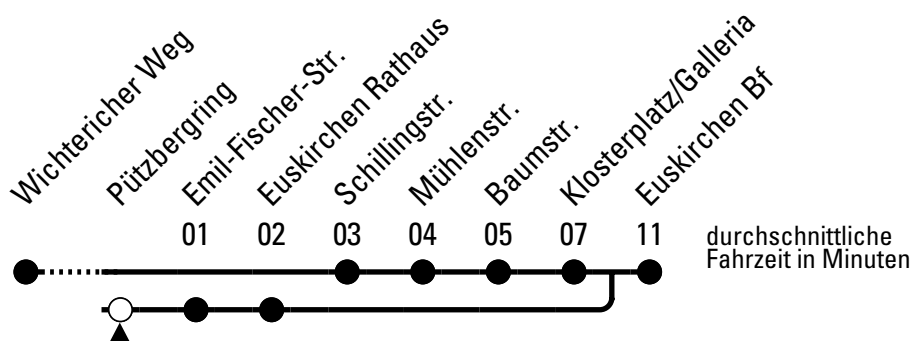 Wichtericher Weg
Pützbergring
Emil-Fischer-Str.
Euskirchen Rathaus
Schillingstr.
Mühlenstr.
Baumstr.
Klosterplatz/Galleria
Euskirchen Bf
01 02 03 04 05 07 11
durchschnittliche
Fahrzeit in Minuten